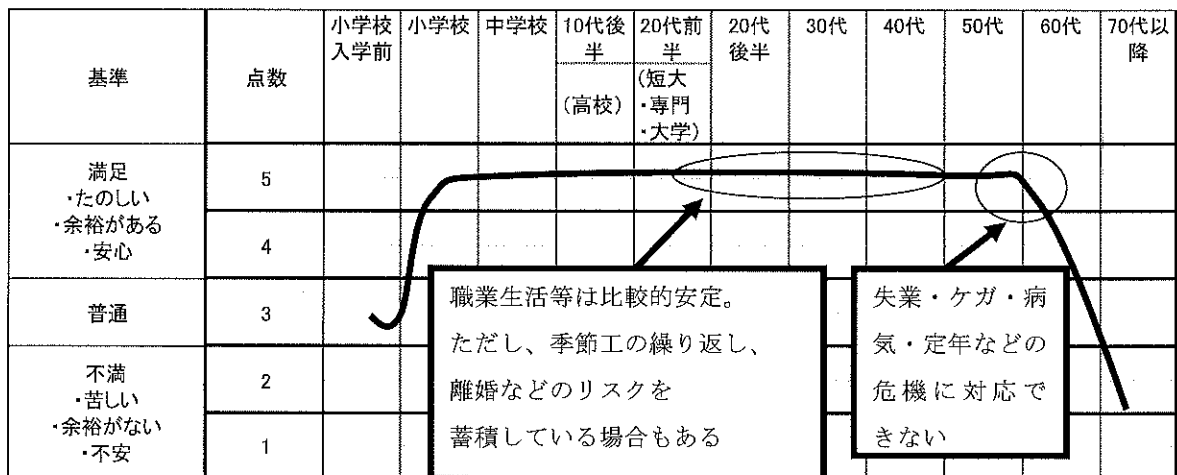 基準
点数
小学校
入学前
小学校
中学校
10代後
半
(高校)
20代前
半
(短大
・専門
・大学)
20代
後半
30代
40代
50代
60代
70代以
降
満足
・たのしい
・余裕がある
・安心
5
4
普通
3
不満
・苦しい
・余裕がない
・不安
2
1
職業生活等は比較的安定。
ただし、季節工の繰り返し、
離婚などのリスクを
蓄積している場合もある
失業・ケガ・病
気・定年などの
危機に対応で
きない